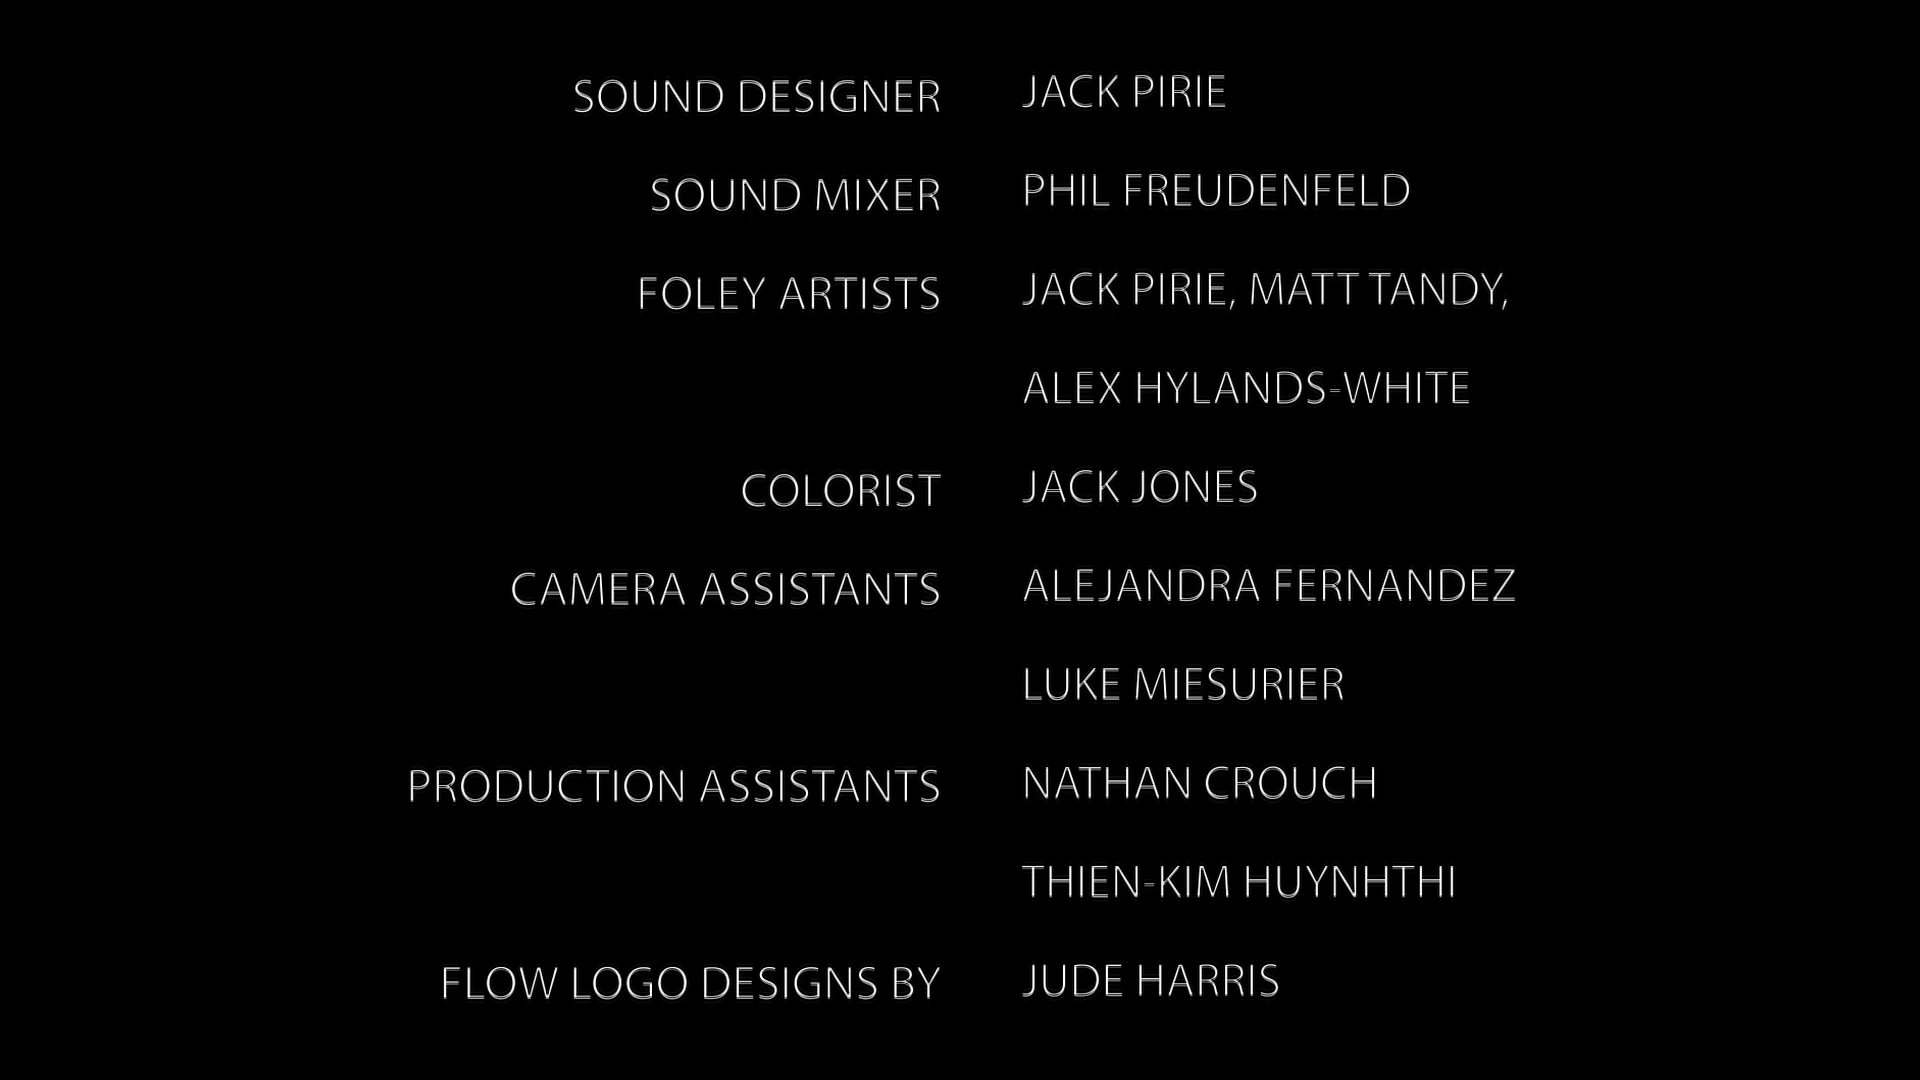 SOUND DESIGNER JACK PIRIE
SOUND MIXER PHIL FREUDENFELD
FOLEY ARTISTS JACK PIRIE, MATT TANDY,
ALEX HYLANDS-WHITE
COLORIST JACK JONES
CAMERA ASSISTANTS ALEJANDRA FERNANDEZ
LUKE MIESURIER
PRODUCTION ASSISTANTS NATHAN CROUCH
THIEN-KIM HUYNHTHI
FLOW LOGO DESIGNS BY JUDE HARRIS